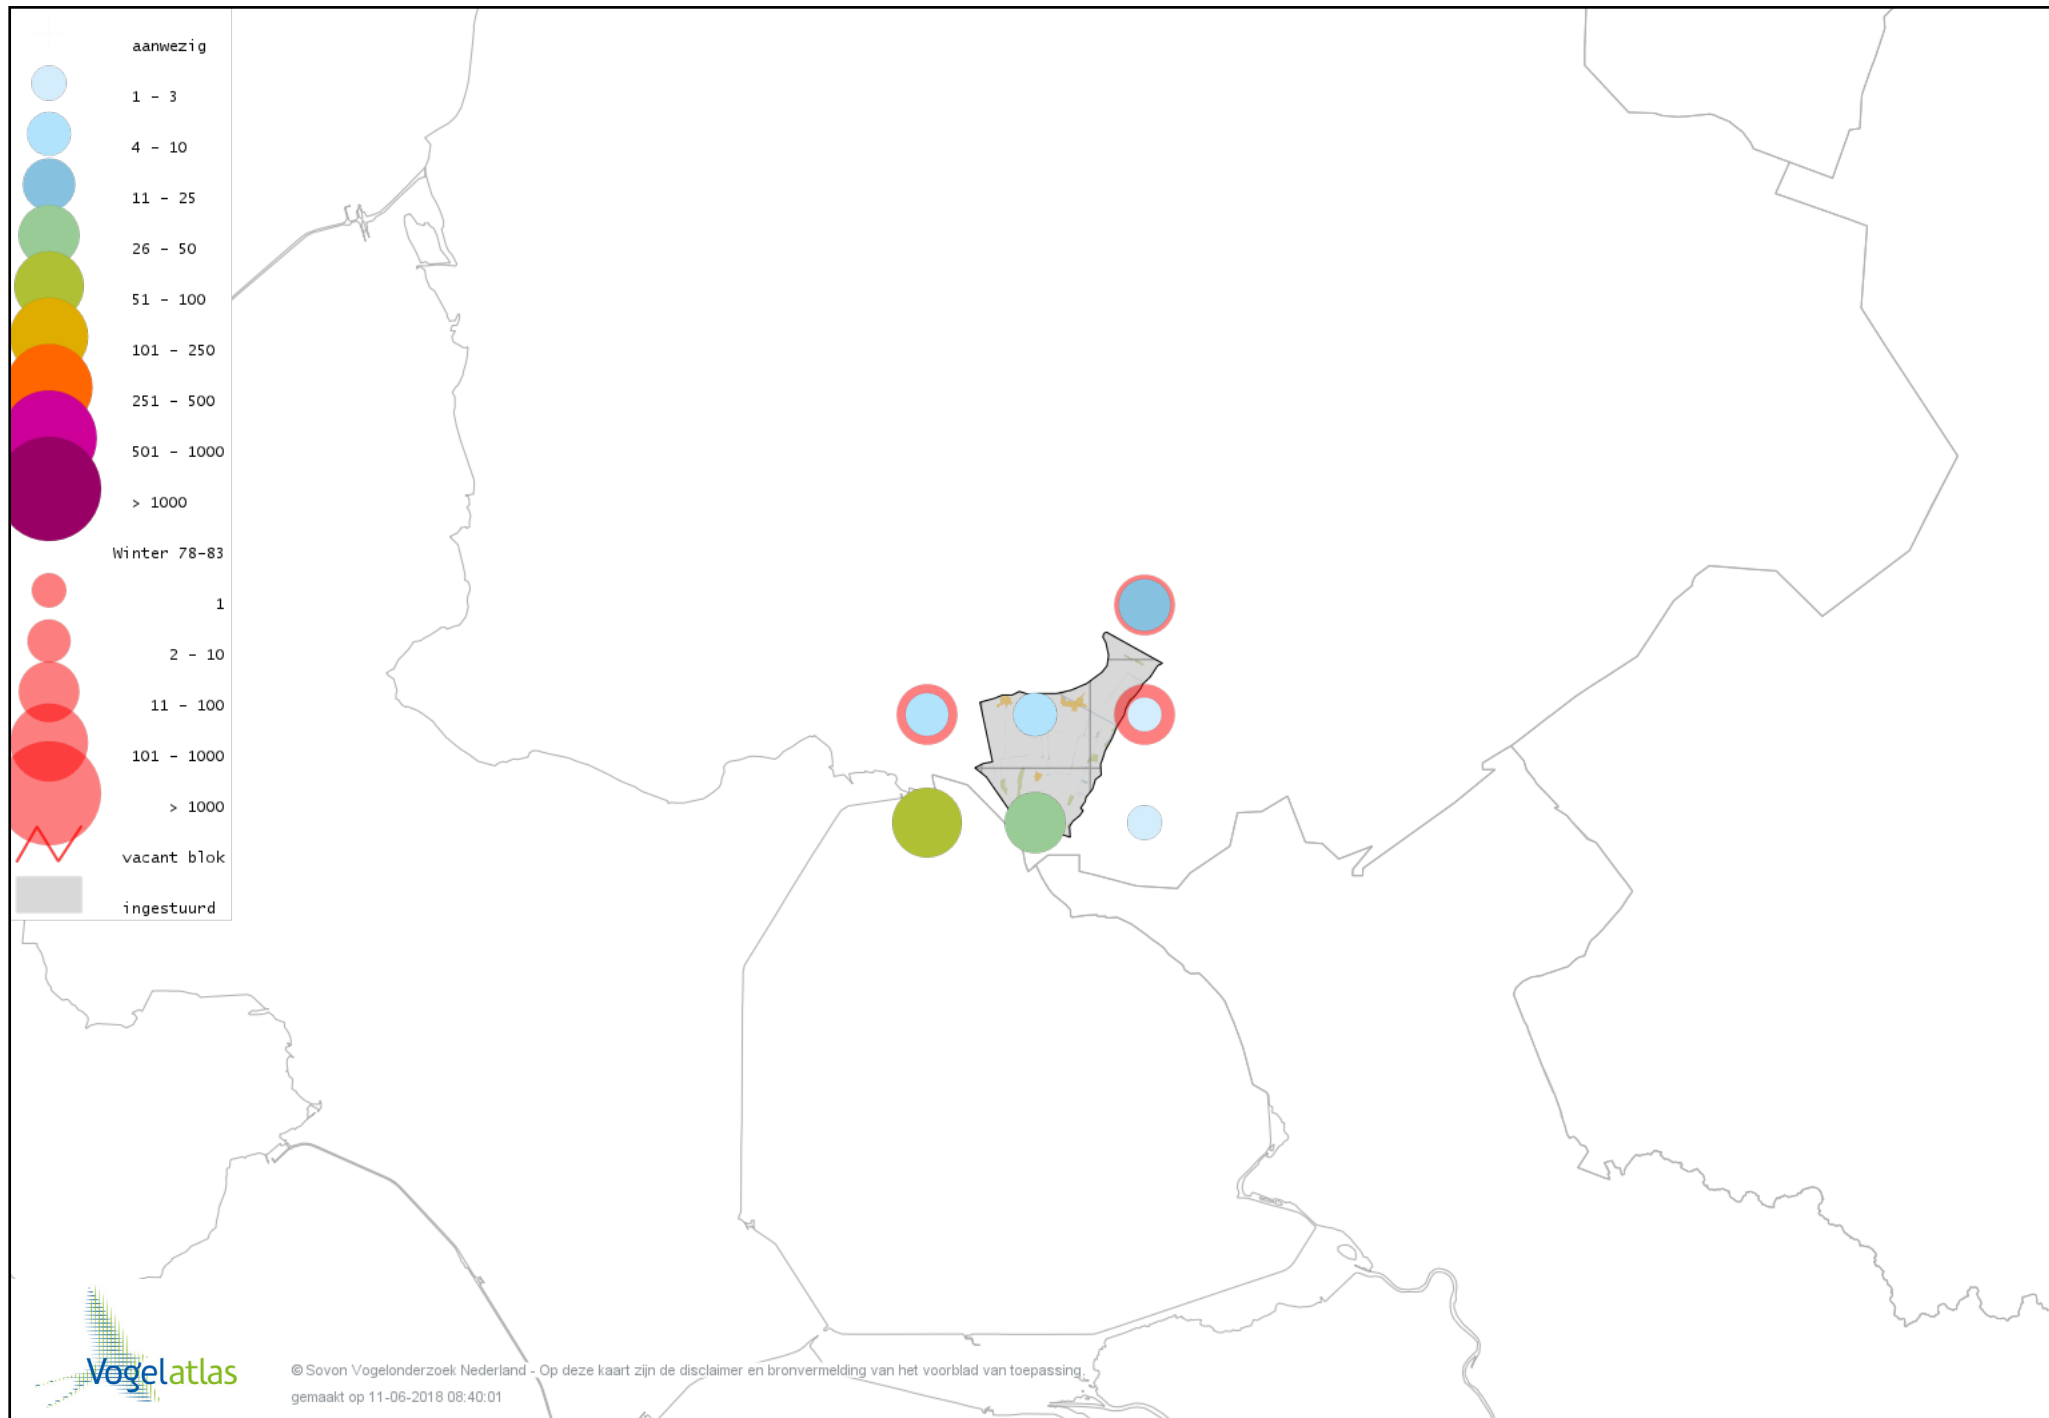 aanwezig
1 - 3
4 - 10
11 - 25
26 - 50
51 - 100
101 - 250
251 - 500
501 - 1000
> 1000
Winter 78-83
1
2 - 10
11 - 100
101 - 1000
> 1000
vacant blok
ingestuurd
Vogelatlas
© Sovon Vogelonderzoek Nederland - Op deze kaart zijn de disclaimer en bronvermelding van het voorblad van toepassing.
gemaakt op 11-06-2018 08:40:01